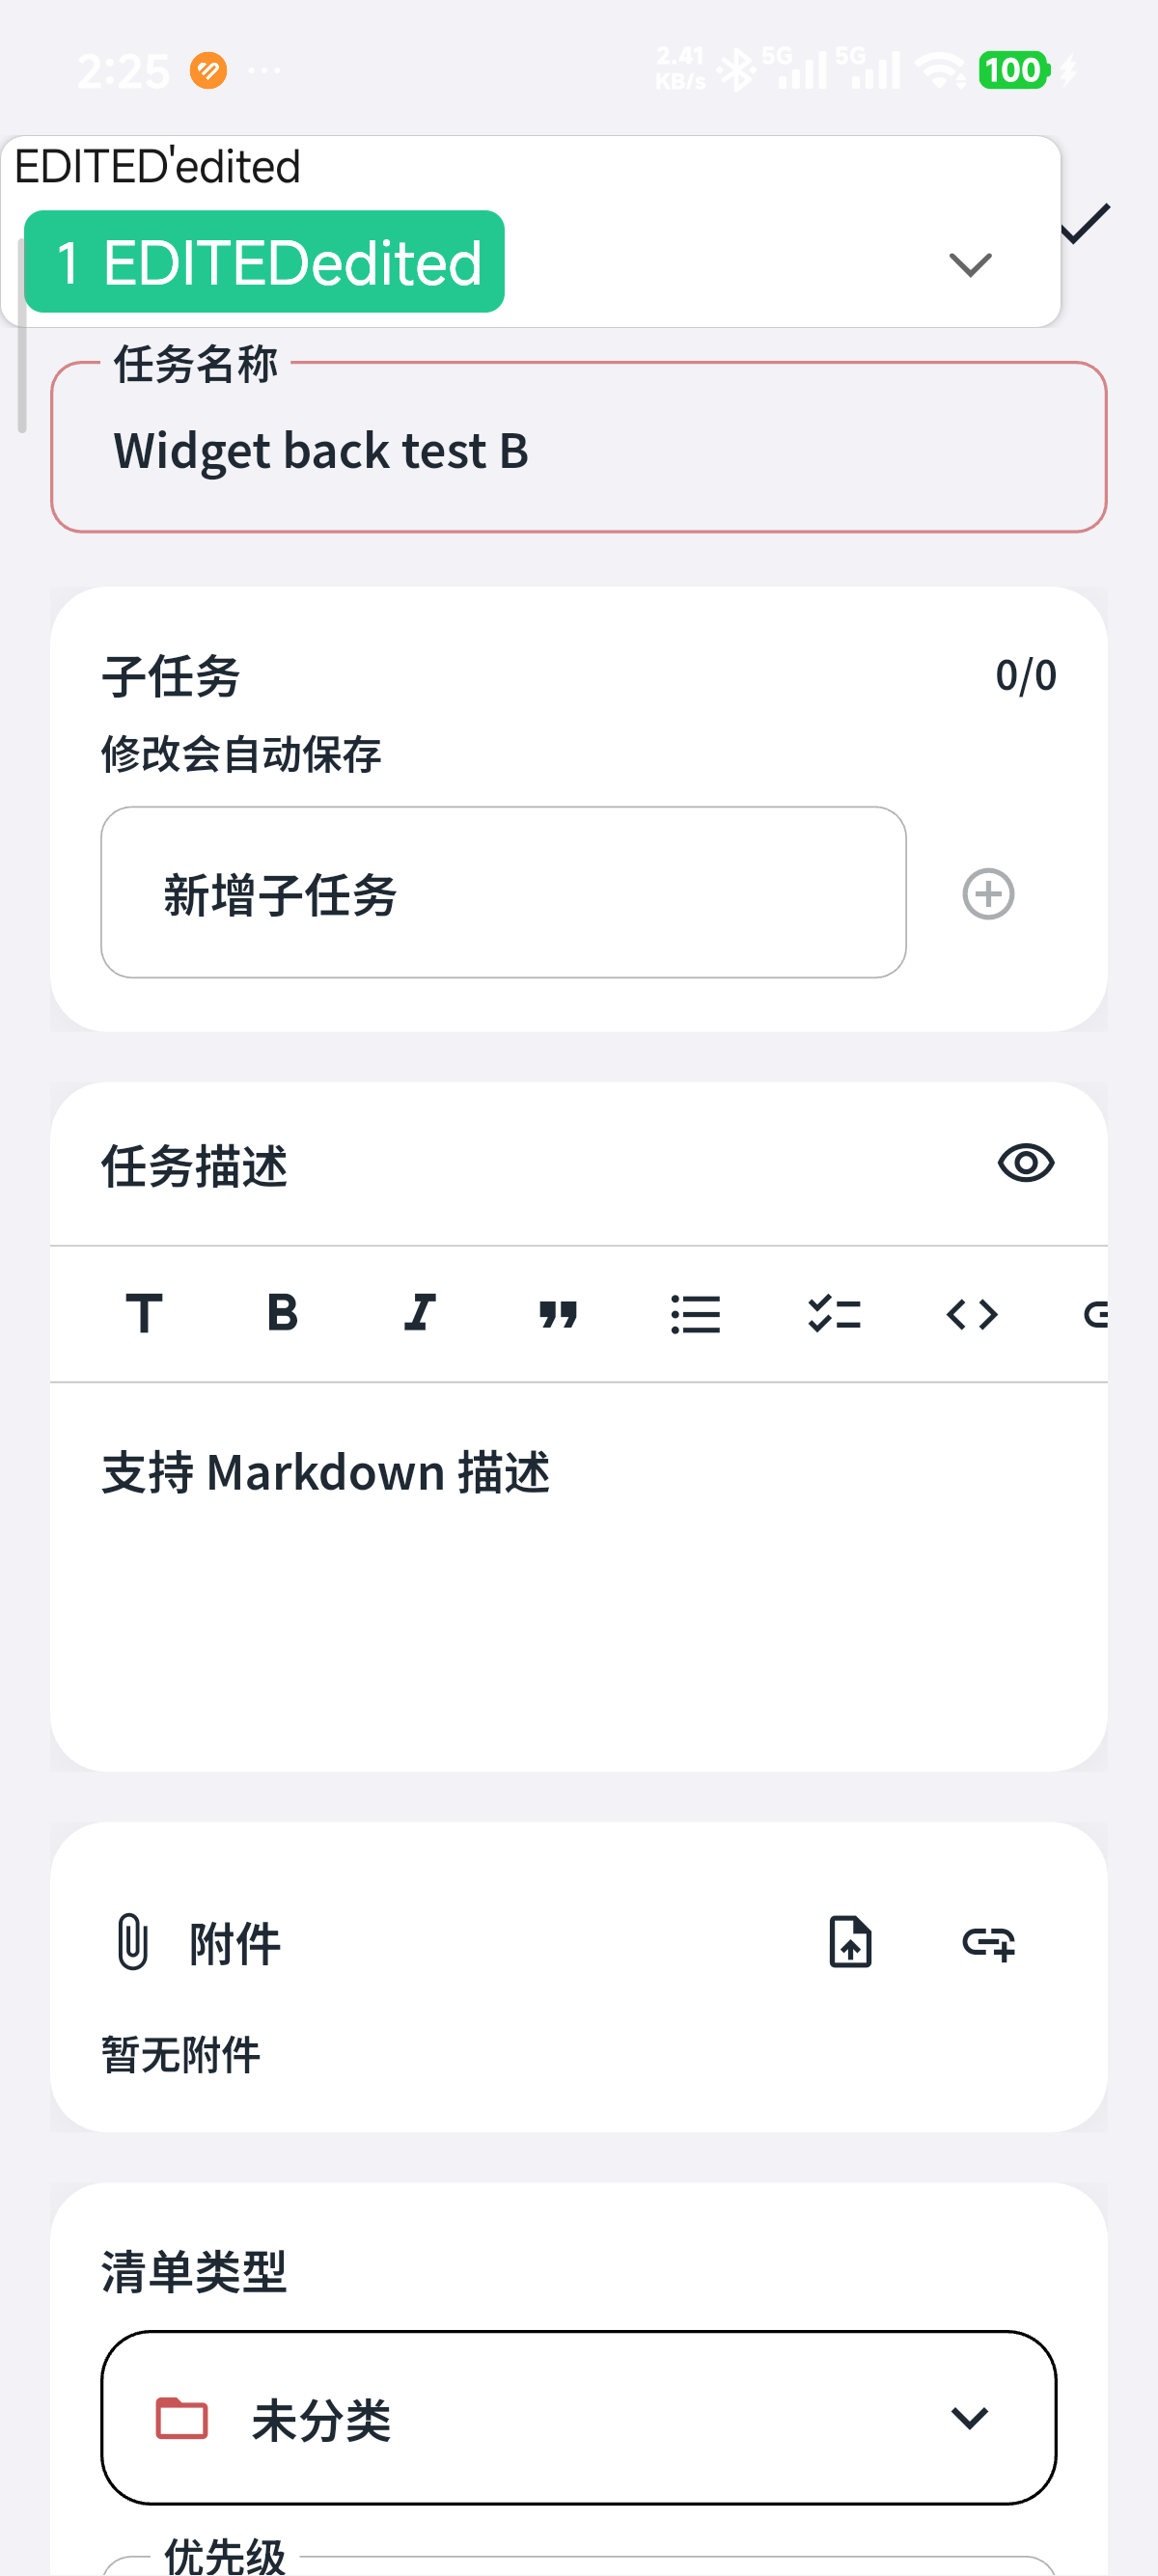 2:25 ··· 2.41 KB/s 5G 5G 100
EDITED'edited
1 EDITEDedited
任务名称
Widget back test B
子任务 0/0
修改会自动保存
新增子任务
任务描述
T B I
支持 Markdown 描述
附件
暂无附件
清单类型
未分类
优先级